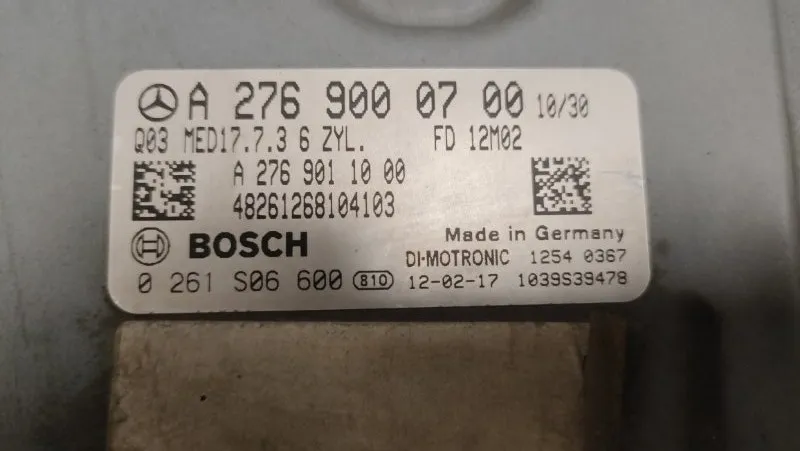 A 276 900 07 00 10/30
Q03 MED17.7.3 6 ZYL. FD 12M02
A 276 901 10 00
48261268104103
BOSCH Made in Germany
DI-MOTRONIC 1254 0367
0 261 S06 600 810 12-02-17 1039S39478